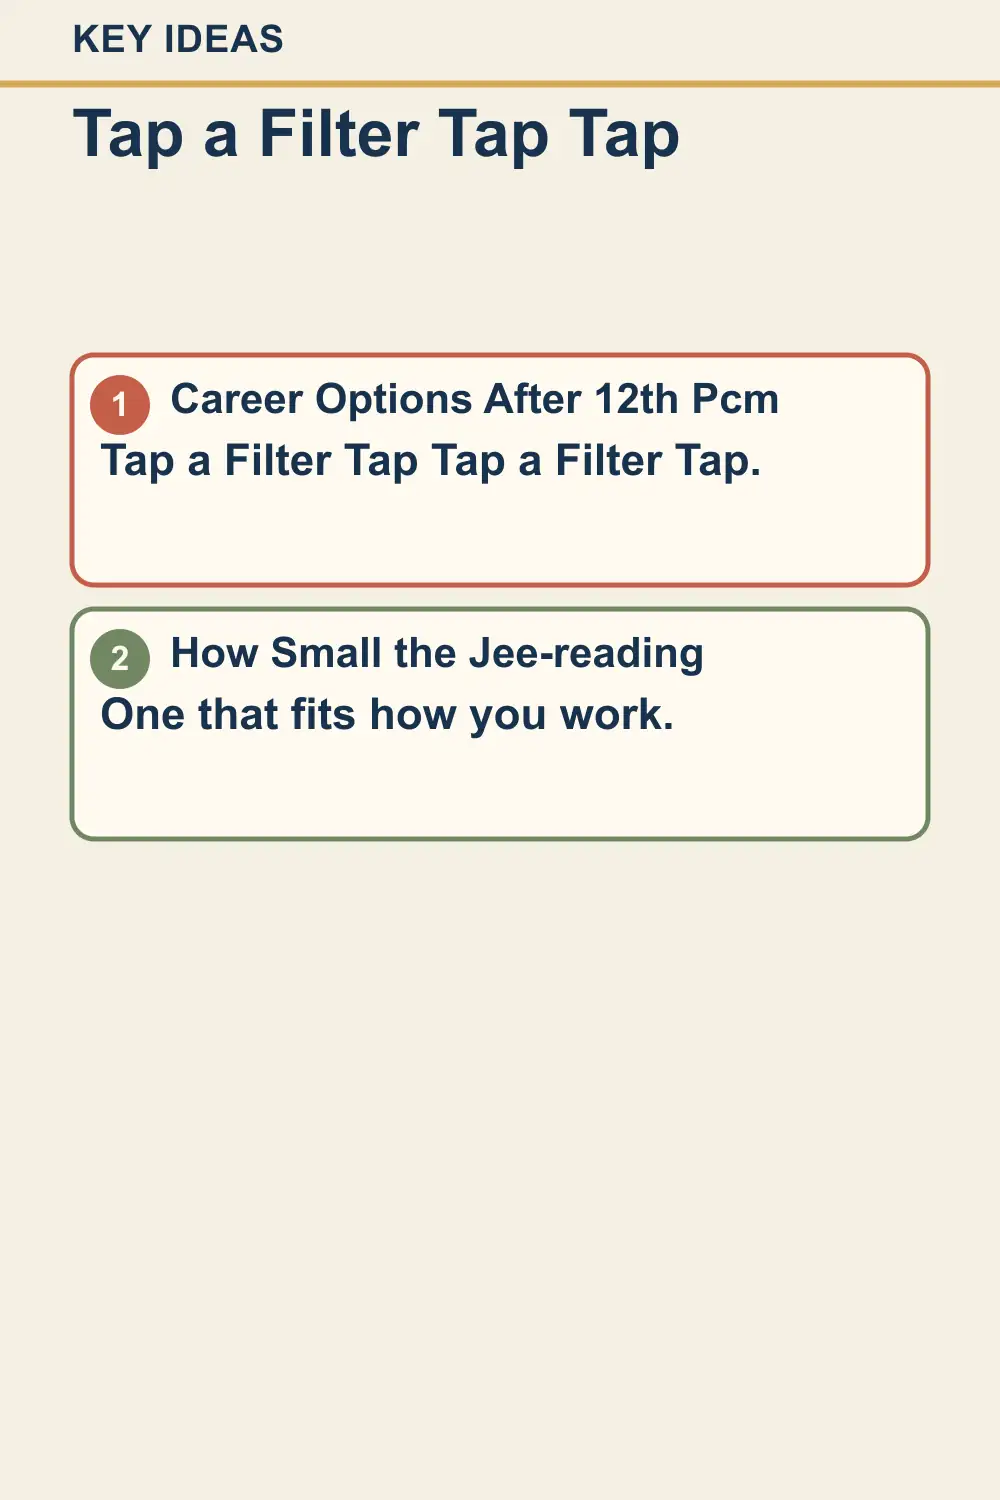 KEY IDEAS
Tap a Filter Tap Tap
1 Career Options After 12th Pcm
Tap a Filter Tap Tap a Filter Tap.
2 How Small the Jee-reading
One that fits how you work.